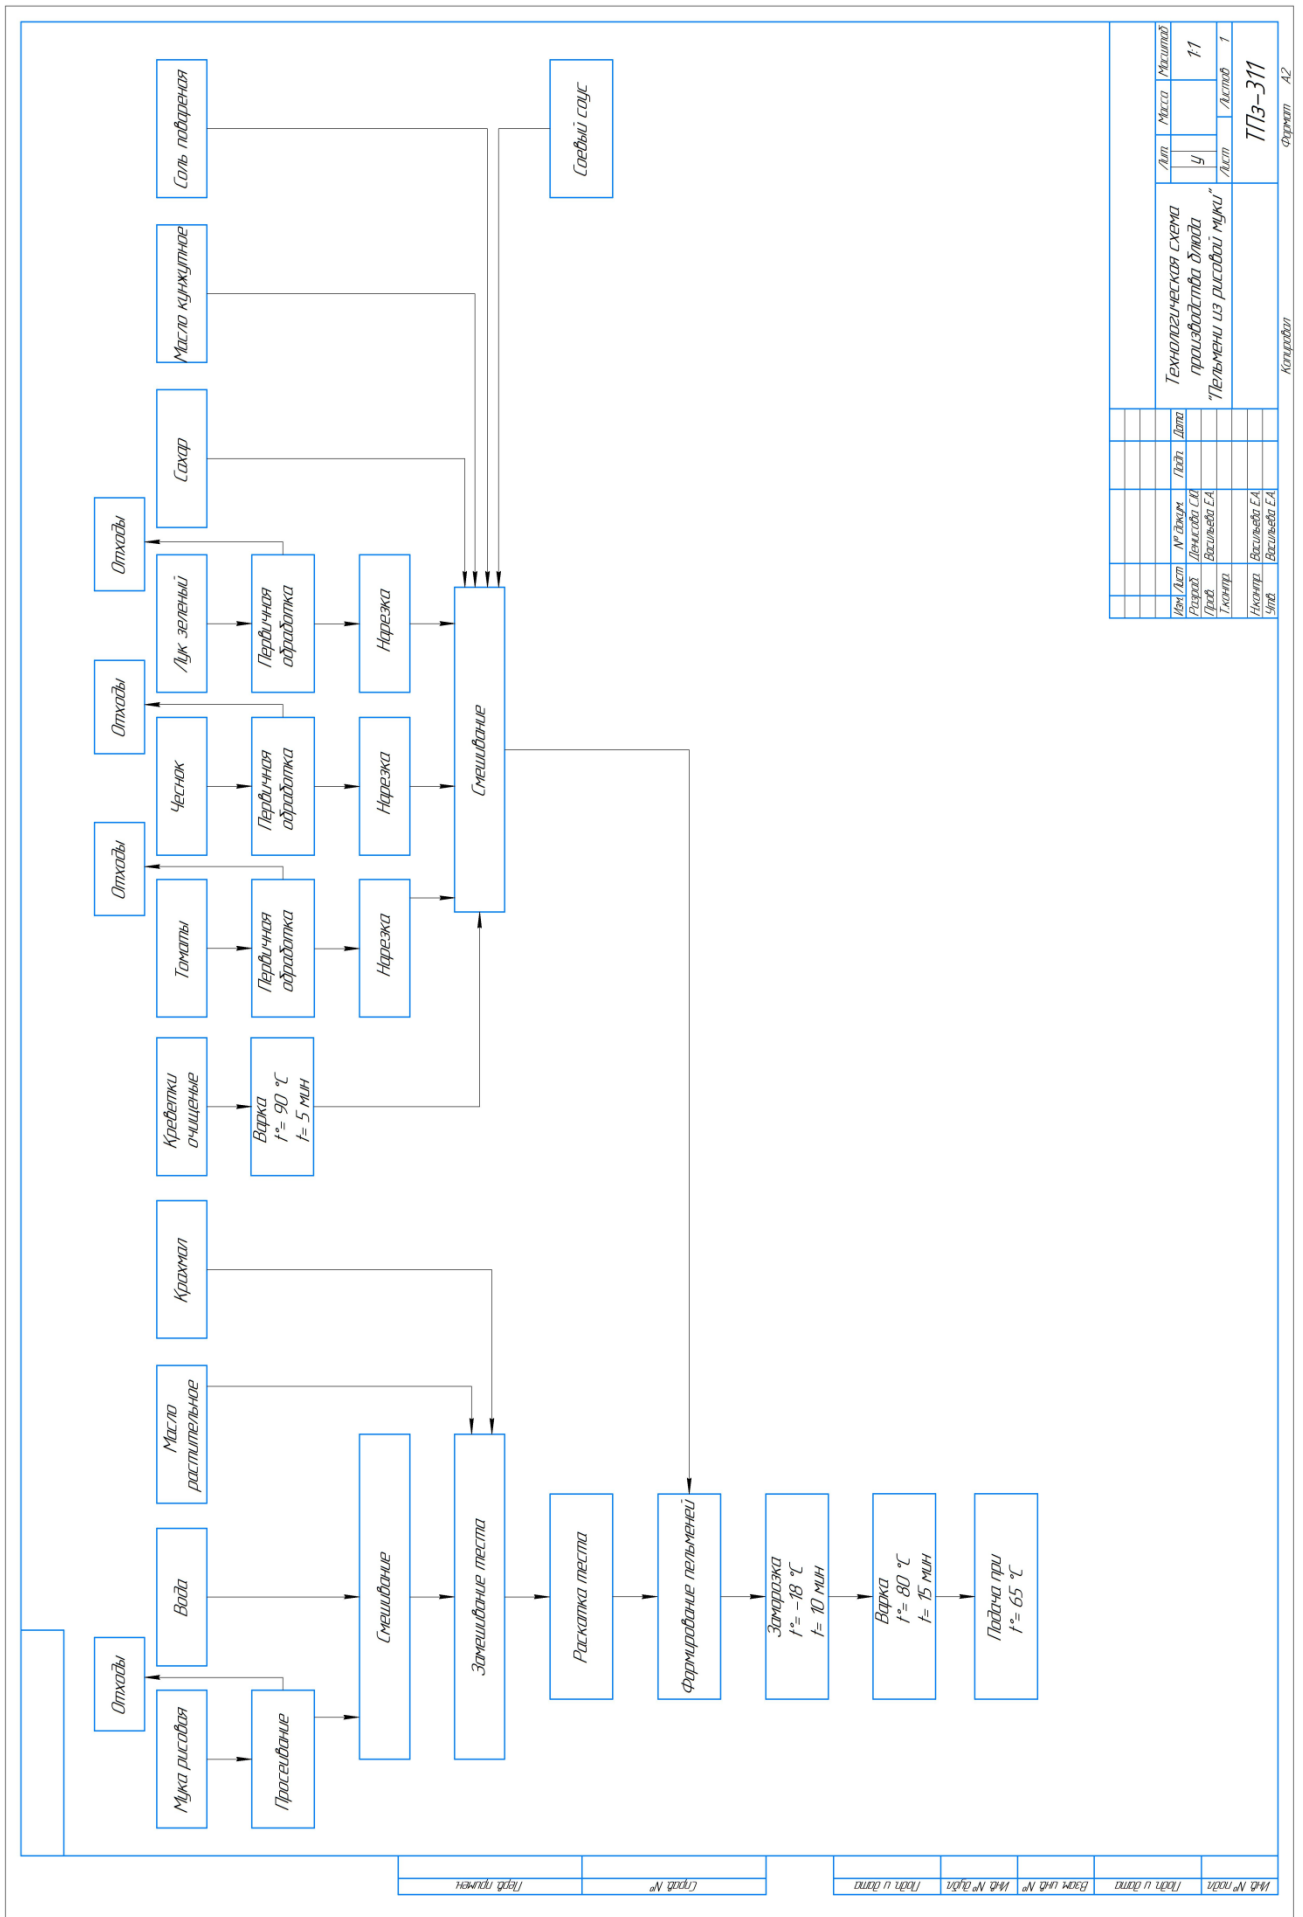 Отходы
Отходы
Отходы
Отходы
Мука рисовая
Вода
Масло
растительное
Крахмал
Креветки
очищеные
Томаты
Чеснок
Лук зеленый
Сахар
Масло кунжутное
Соль повареная
Просеивание
Варка
t°= 90 °C
t= 5 мин
Первичная
обработка
Первичная
обработка
Первичная
обработка
Смешивание
Нарезка
Нарезка
Нарезка
Замешивание теста
Смешивание
Раскатка теста
Соевый соус
Формирование пельменей
Заморозка
t°= -18 °C
t= 10 мин
Варка
t°= 80 °C
t= 15 мин
Подача при
t°= 65 °C
Перв. примен.
Справ. №
Подп. и дата
Инв. № дубл.
Взам. инв. №
Подп. и дата
Инв. № подл.
Изм. Лист № докум. Подп. Дата
Разраб. Денисова С.Ю.
Пров. Васильева Е.А.
Т.контр.
Н.контр. Васильева Е.А.
Утв. Васильева Е.А.
Технологическая схема
производства блюда
"Пельмени из рисовой муки"
Лит. Масса Масштаб
у 1:1
Лист Листов 1
ТПз-311
Копировал Формат A2